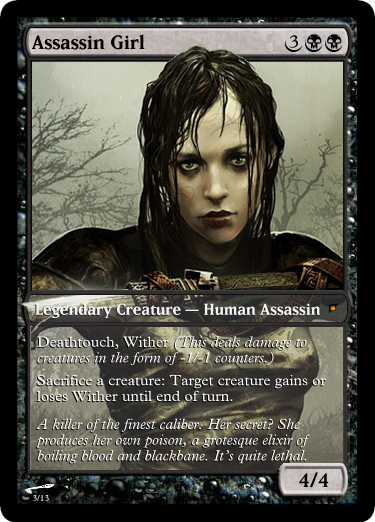 Assassin Girl 3
Legendary Creature — Human Assassin
Deathtouch, Wither (This deals damage to
creatures in the form of -1/-1 counters.)
Sacrifice a creature: Target creature gains or
loses Wither until end of turn.
A killer of the finest caliber. Her secret? She
produces her own poison, a grotesque elixir of
boiling blood and blackbane. It's quite lethal.
4/4
3/13